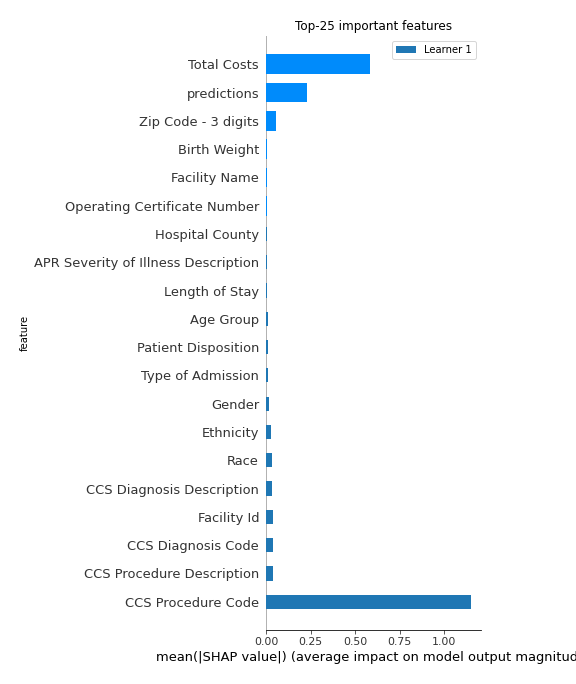 Top-25 important features
Learner 1
Total Costs
predictions
Zip Code - 3 digits
Birth Weight
Facility Name
Operating Certificate Number
Hospital County
APR Severity of Illness Description
Length of Stay
Age Group
Patient Disposition
Type of Admission
Gender
Ethnicity
Race
CCS Diagnosis Description
Facility Id
CCS Diagnosis Code
CCS Procedure Description
CCS Procedure Code
feature
0.00 0.25 0.50 0.75 1.00
mean(|SHAP value|) (average impact on model output magnitud